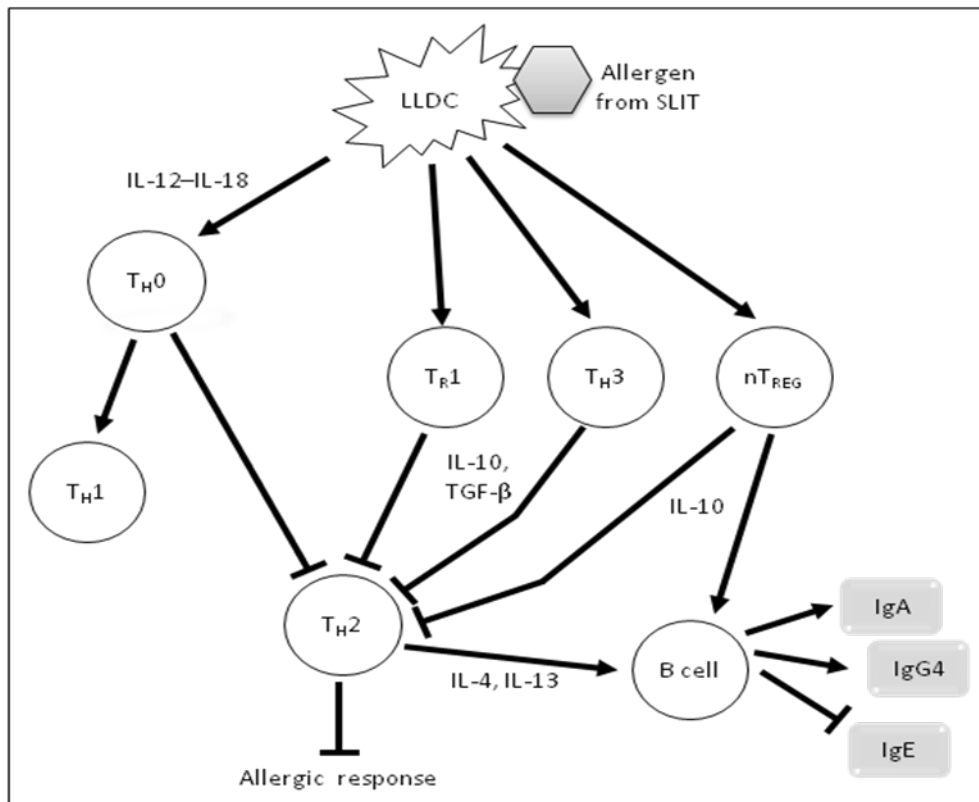 LLDC
Allergen
from SLIT
IL-12–IL-18
TH0
TR1
TH3
nTREG
TH1
IL-10,
TGF-β
IL-10
TH2
IL-4, IL-13
B cell
IgA
IgG4
IgE
Allergic response